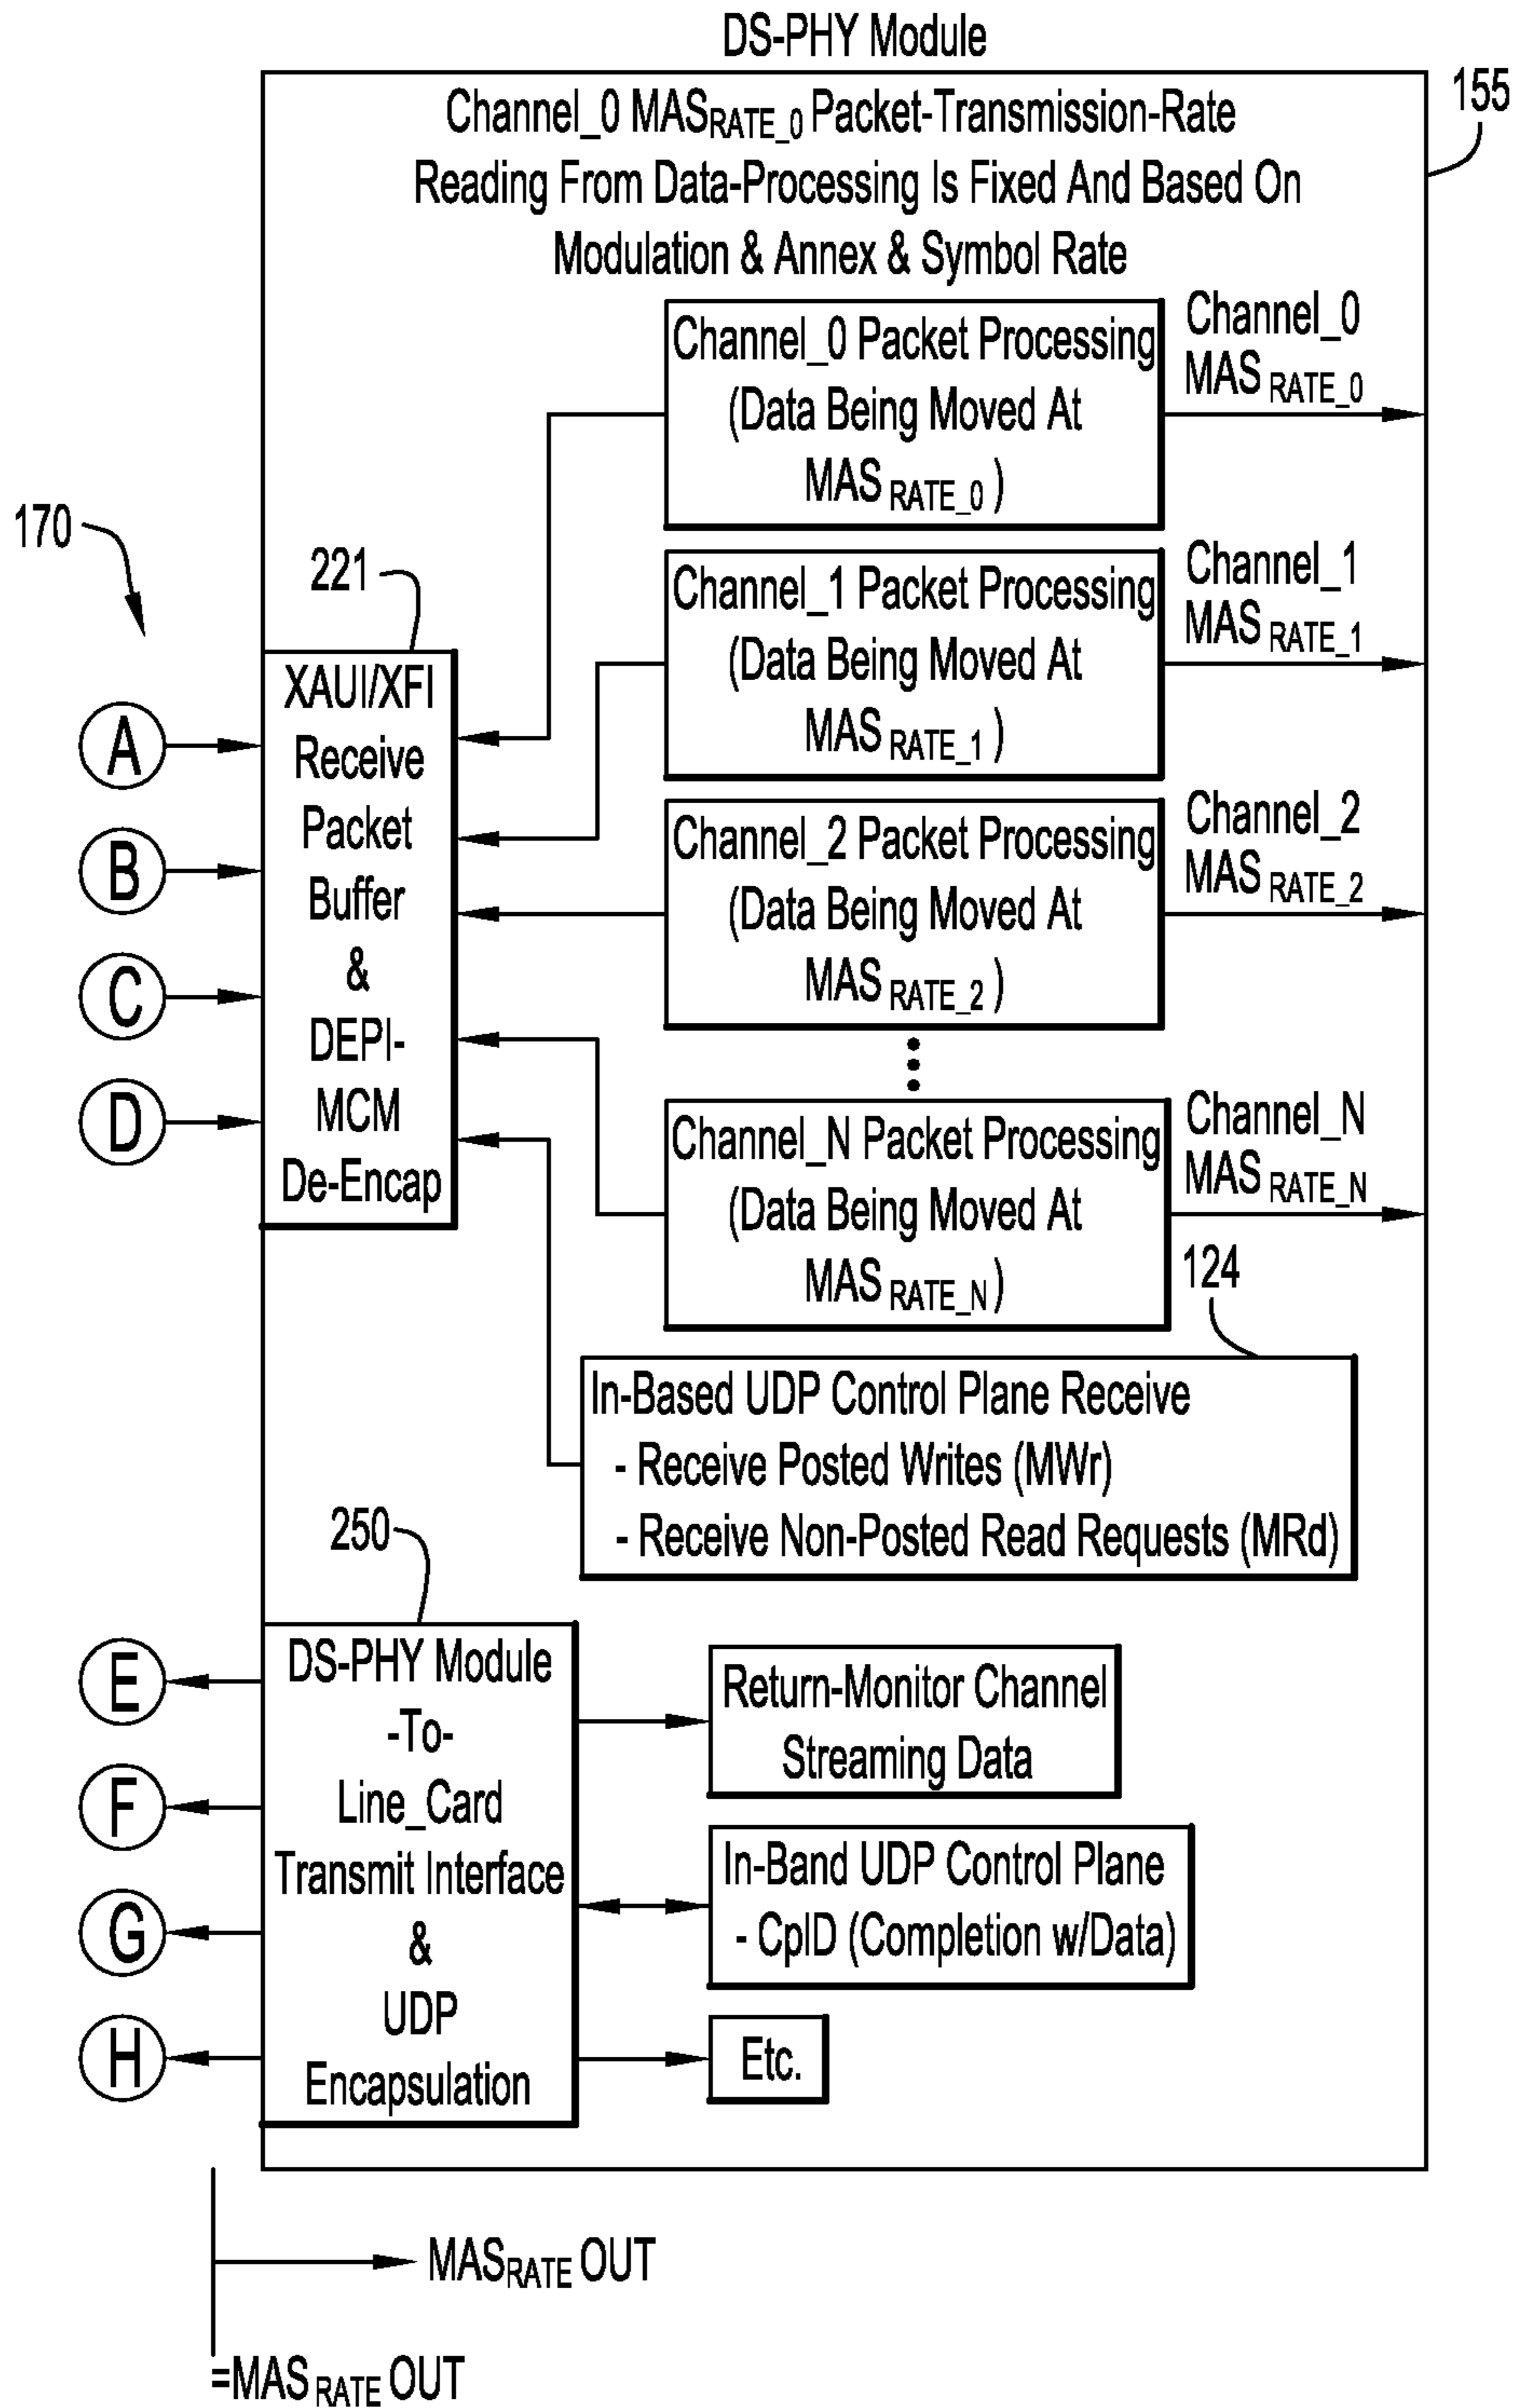 DS-PHY Module
155
Channel_0 MAS RATE_0 Packet-Transmission-Rate
Reading From Data-Processing Is Fixed And Based On
Modulation & Annex & Symbol Rate
Channel_0 Packet Processing
(Data Being Moved At
MAS RATE_0 )
Channel_0
MAS RATE_0
170
221
Channel_1 Packet Processing
(Data Being Moved At
MAS RATE_1 )
Channel_1
MAS RATE_1
XAUI/XFI
Receive
Packet
Buffer
&
DEPI-
MCM
De-Encap
A
B
C
D
Channel_2 Packet Processing
(Data Being Moved At
MAS RATE_2 )
Channel_2
MAS RATE_2
Channel_N Packet Processing
(Data Being Moved At
MAS RATE_N )
Channel_N
MAS RATE_N
124
In-Based UDP Control Plane Receive
- Receive Posted Writes (MWr)
- Receive Non-Posted Read Requests (MRd)
250
E
F
G
H
DS-PHY Module
-To-
Line_Card
Transmit Interface
&
UDP
Encapsulation
Return-Monitor Channel
Streaming Data
In-Band UDP Control Plane
- CplD (Completion w/Data)
Etc.
MAS RATE OUT
=MAS RATE OUT